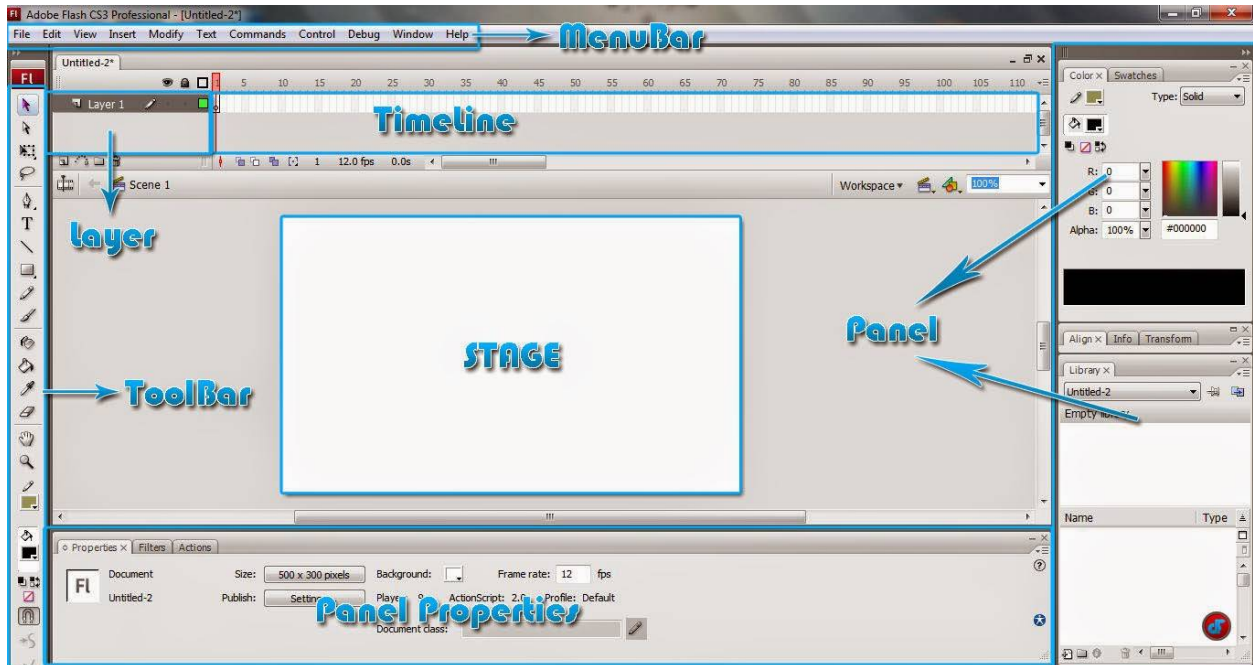 Adobe Flash CS3 Professional - [Untitled-2*]
File Edit View Insert Modify Text Commands Control Debug Window Help
MenuBar
Untitled-2*
Fl
1 5 10 15 20 25 30 35 40 45 50 55 60 65 70 75 80 85 90 95 100 105 110
Layer 1
TimeLine
1 12.0 fps 0.0s
Scene 1
Workspace
100%
Layer
T
STAGE
ToolBar
Panel
Color
Swatches
Type: Solid
R: 0
G: 0
B: 0
Alpha: 100%
#000000
Align Info Transform
Library
Untitled-2
Empty
Name Type
Properties Filters Actions
Fl
Document
Untitled-2
Size: 500 x 300 pixels
Background:
Frame rate: 12 fps
Publish:
ActionScript: 2.0 Profile: Default
Document class:
Panel Properties